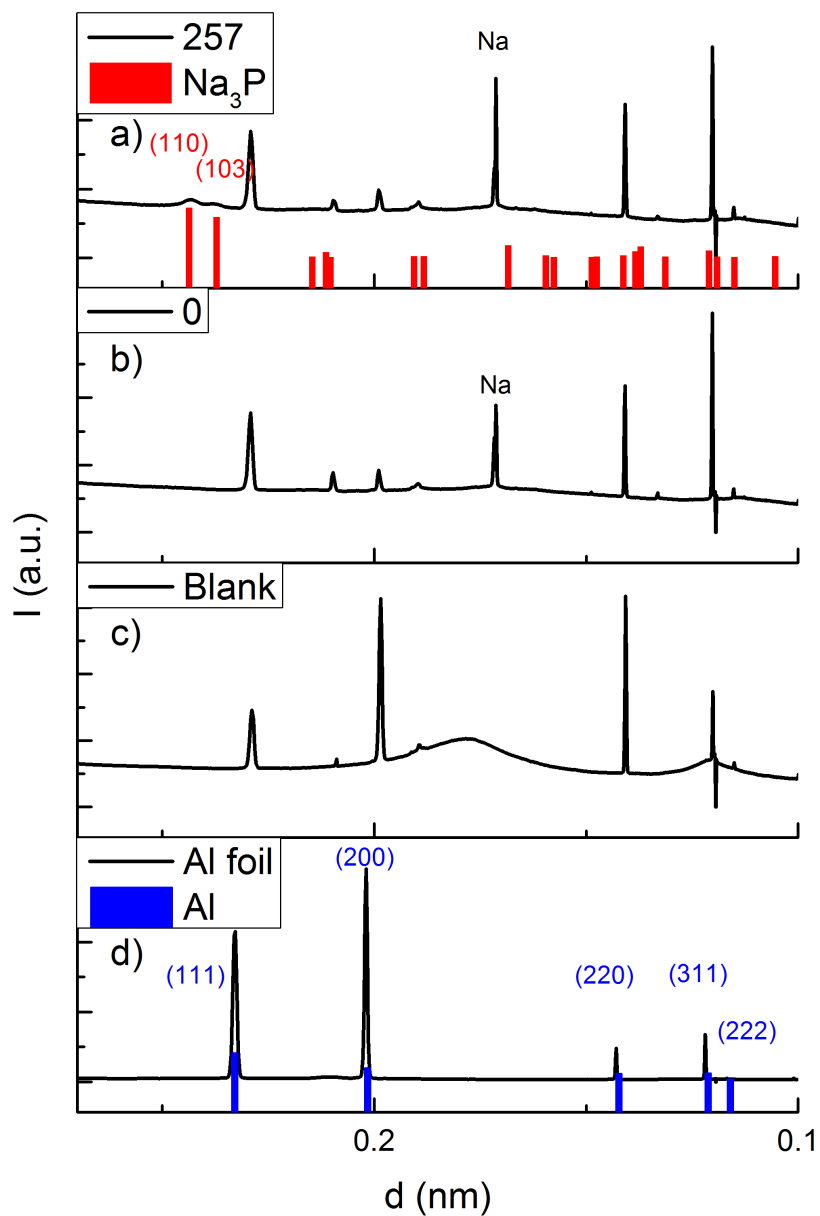 257
Na₃P
a)
(110)
(103)
Na
0
b)
Na
Blank
c)
Al foil
Al
d)
(111)
(200)
(220)
(311)
(222)
I (a.u.)
0.2
0.1
d (nm)